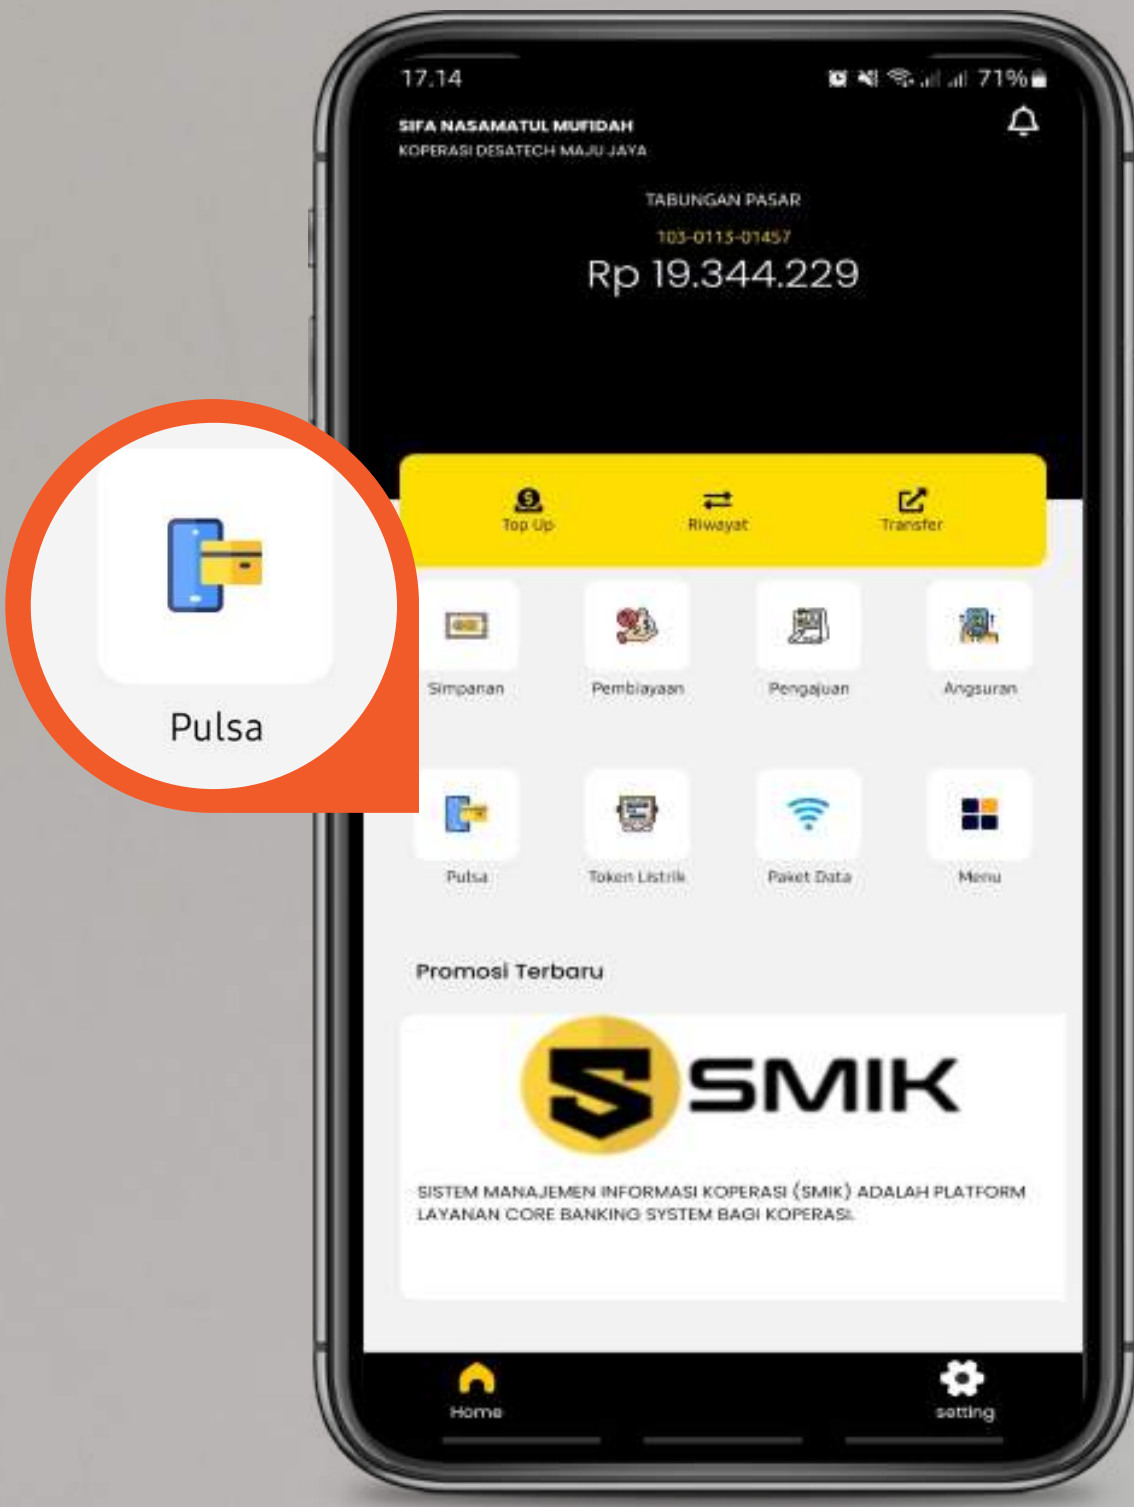 17.14
71%
SIFA NASAMATUL MUFIDAH
KOPERASI DESATECH MAJU JAYA
TABUNGAN PASAR
103-0113-01457
Rp 19.344.229
Top Up
Riwayat
Transfer
Simpanan
Pembiayaan
Pengajuan
Angsuran
Pulsa
Pulsa
Token Listrik
Paket Data
Menu
Promosi Terbaru
SMIK
SISTEM MANAJEMEN INFORMASI KOPERASI (SMIK) ADALAH PLATFORM
LAYANAN CORE BANKING SYSTEM BAGI KOPERASI.
Home
setting